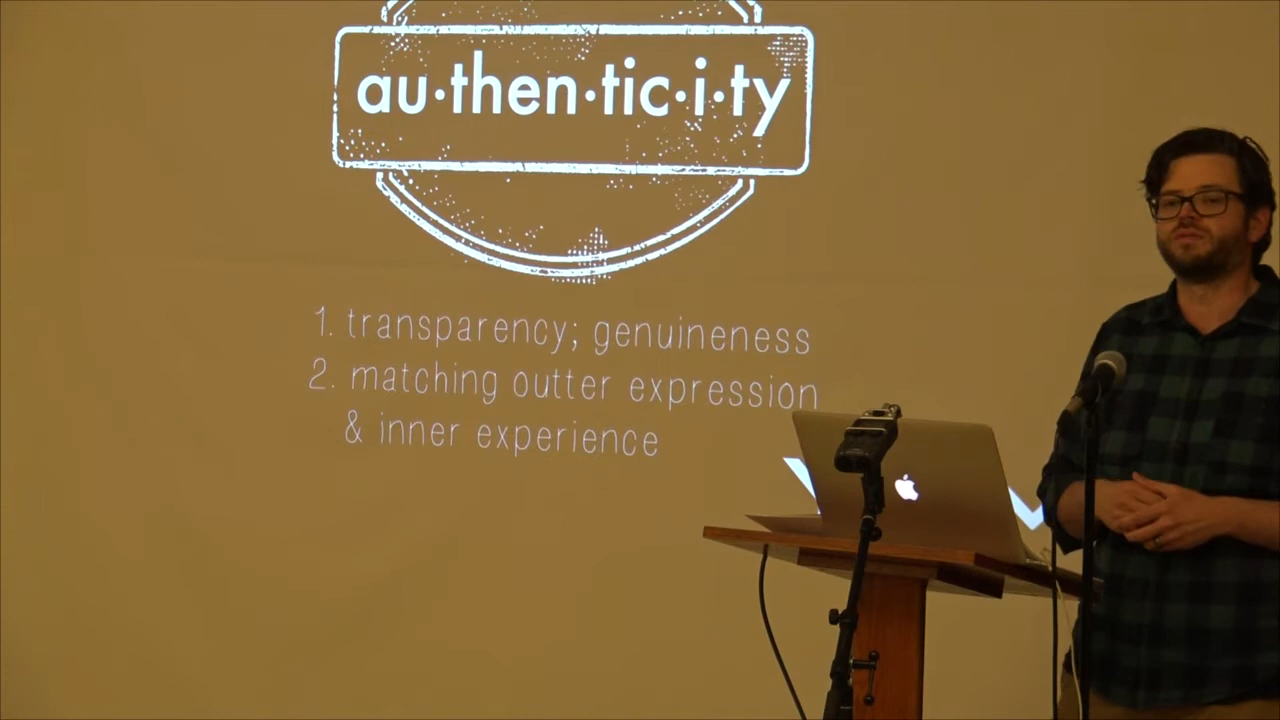 au·then·tic·i·ty
1. transparency; genuineness
2. matching outter expression
& inner experience